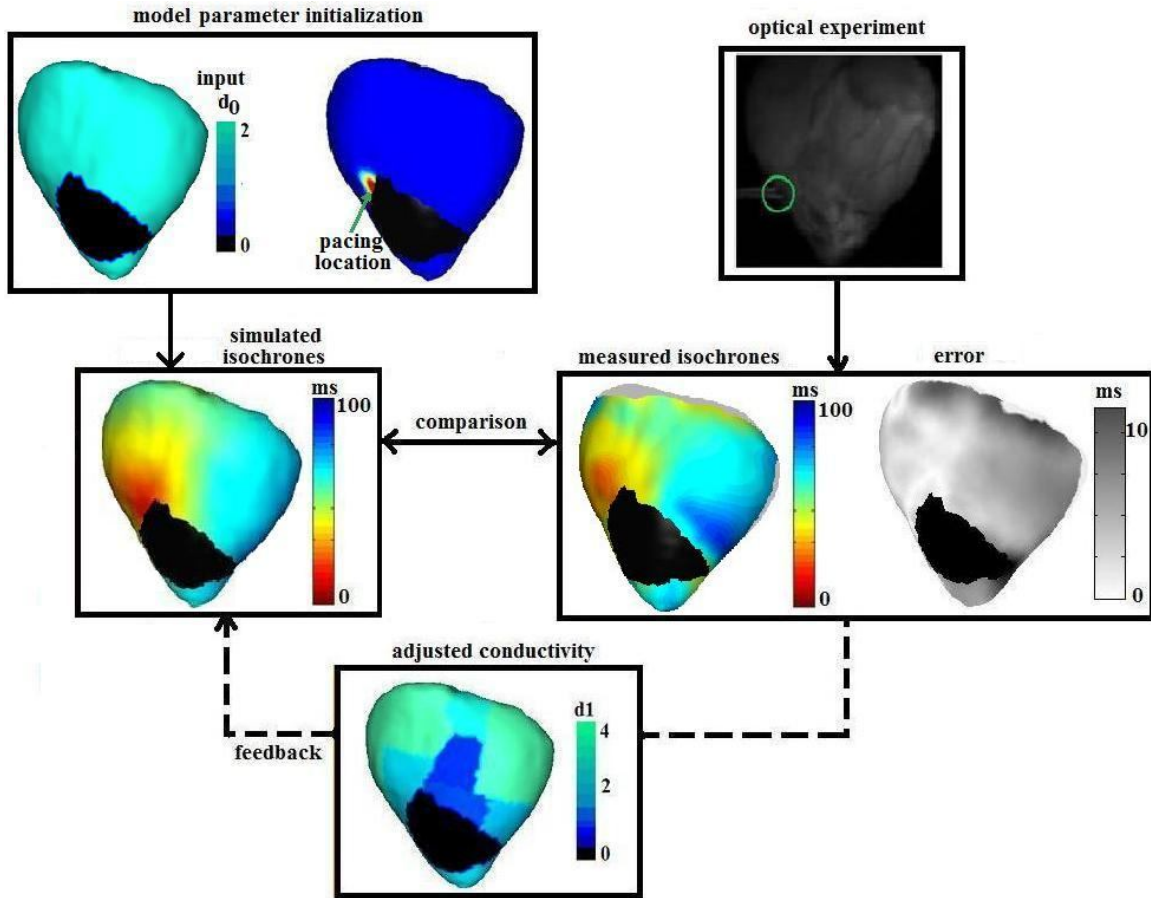 model parameter initialization
input
d0
2
0
pacing
location
optical experiment
simulated
isochrones
ms
100
0
comparison
measured isochrones
ms
100
0
error
ms
10
0
adjusted conductivity
d1
4
2
0
feedback